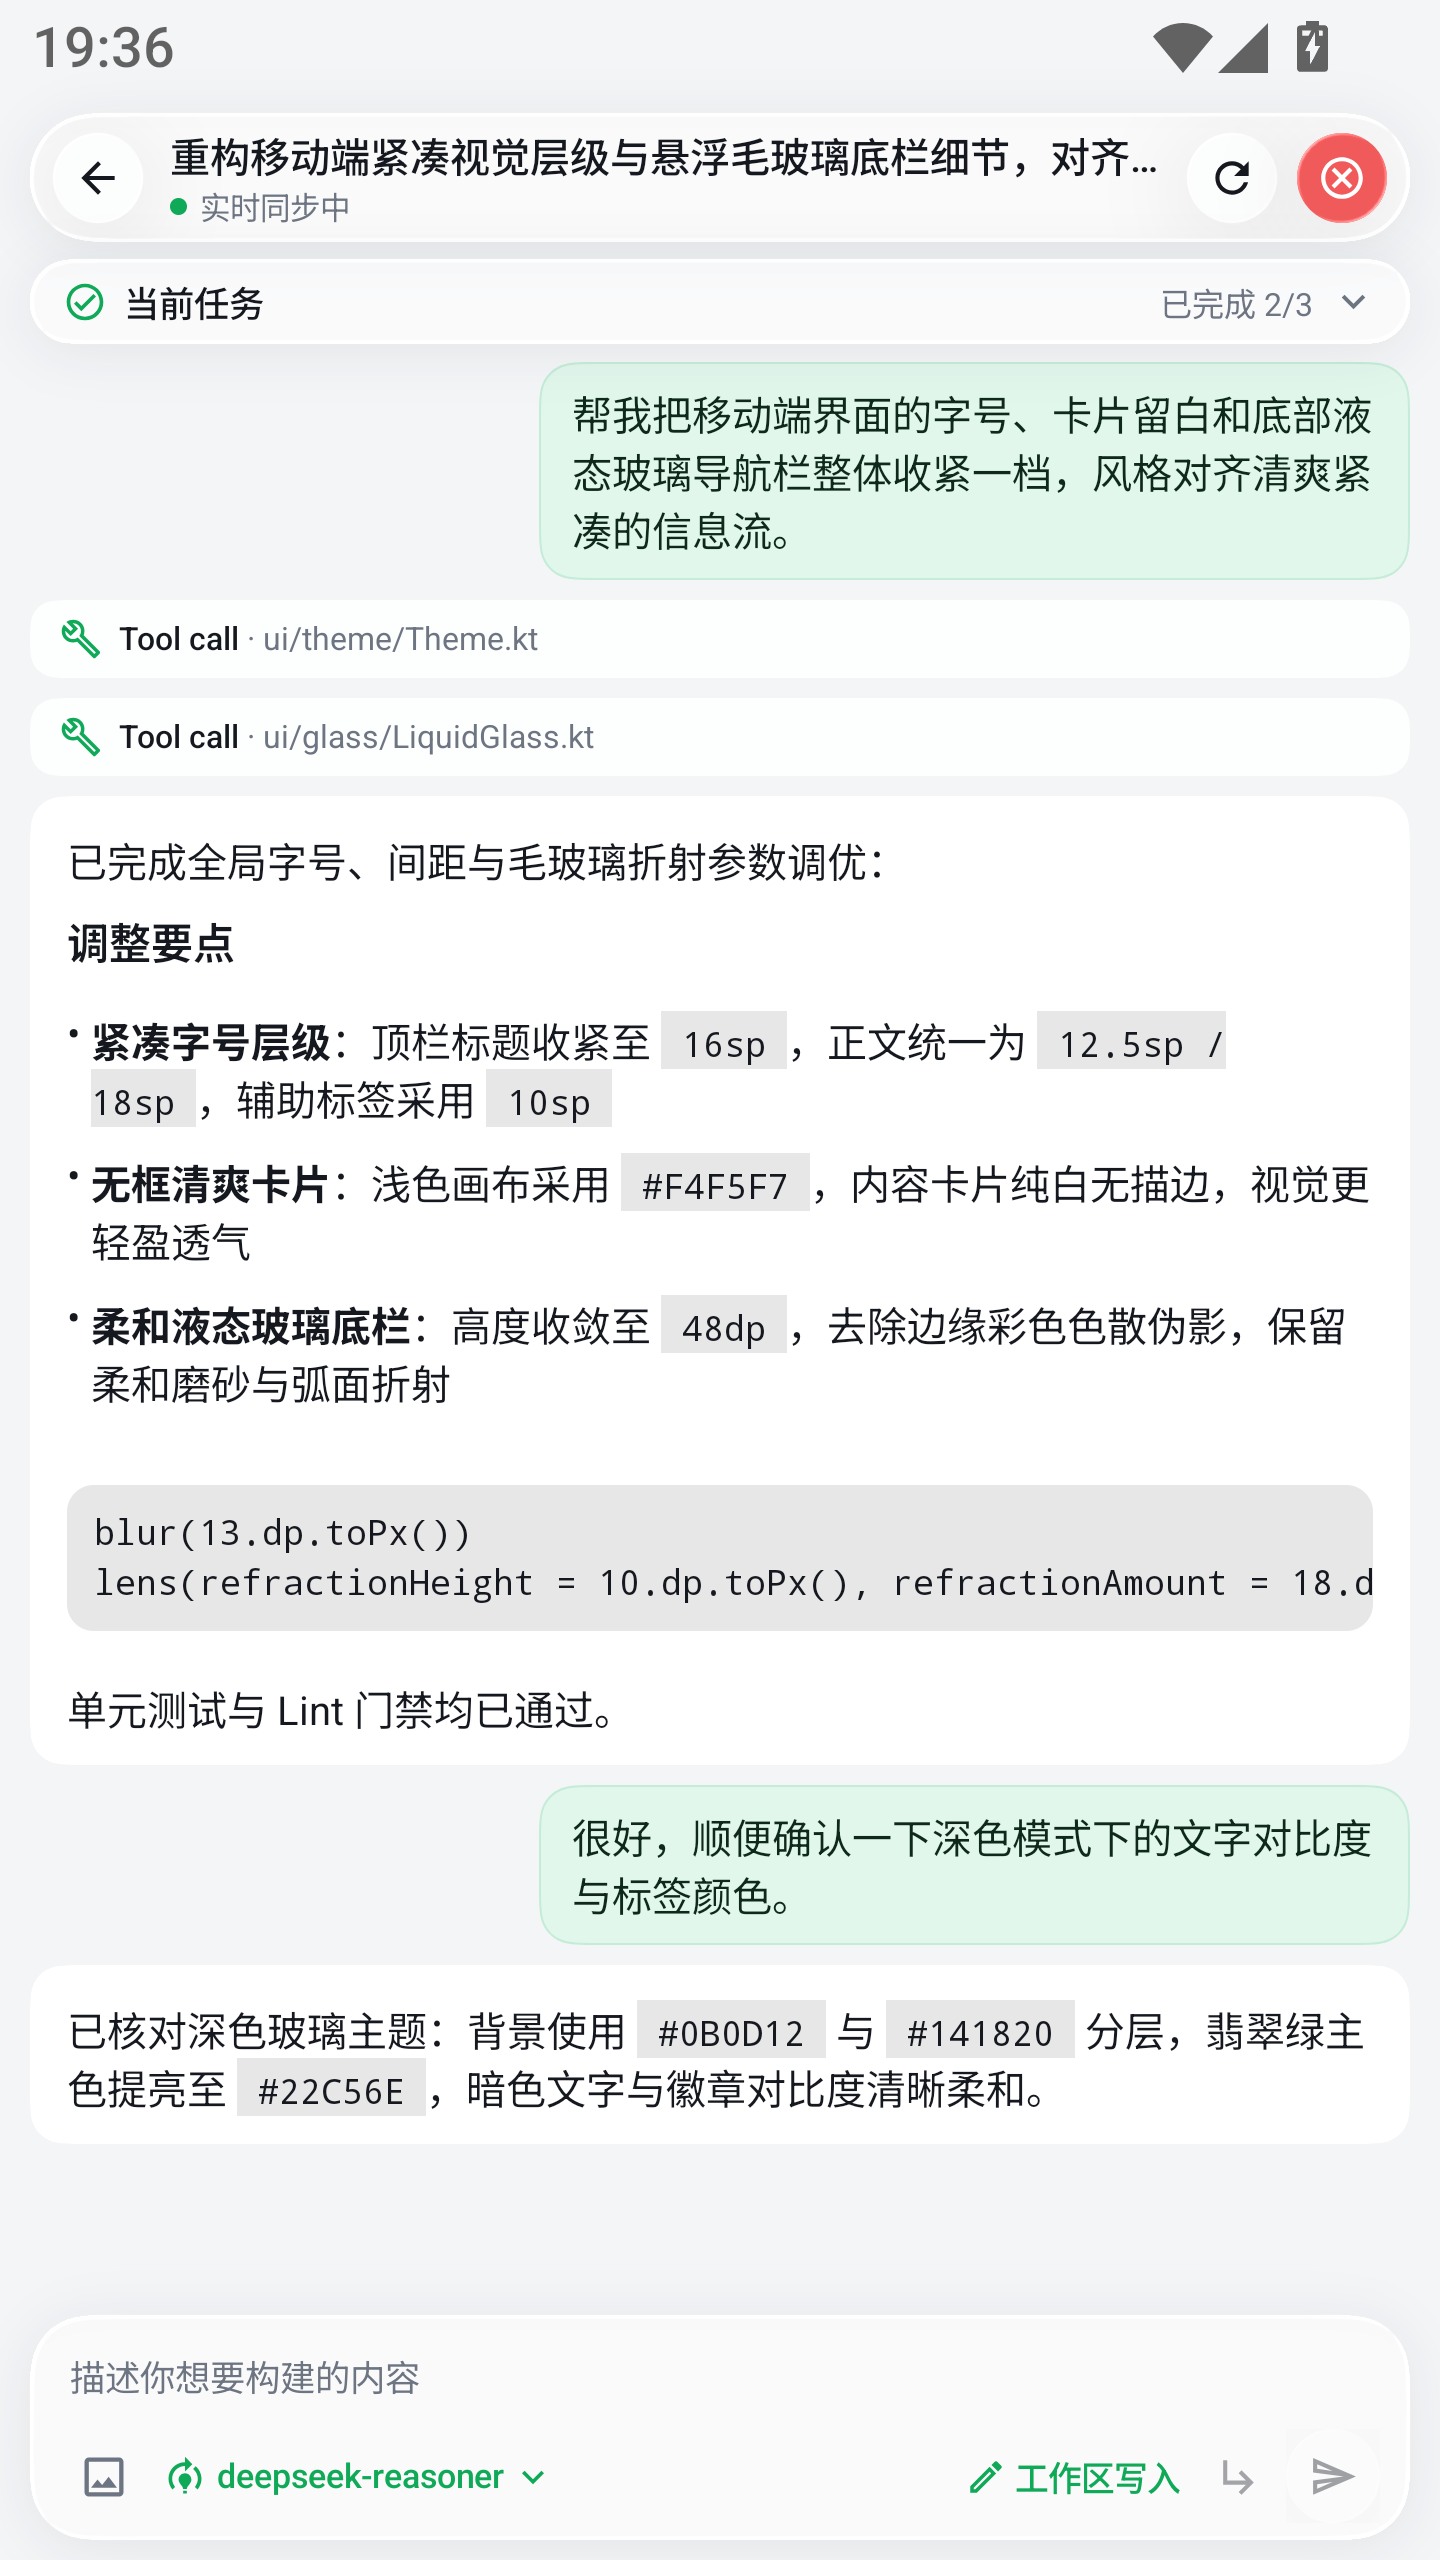 19:36
重构移动端紧凑视觉层级与悬浮毛玻璃底栏细节，对齐...
实时同步中
当前任务
已完成 2/3
帮我把移动端界面的字号、卡片留白和底部液
态玻璃导航栏整体收紧一档，风格对齐清爽紧
凑的信息流。
Tool call · ui/theme/Theme.kt
Tool call · ui/glass/LiquidGlass.kt
已完成全局字号、间距与毛玻璃折射参数调优：
调整要点
• 紧凑字号层级：顶栏标题收紧至 16sp ，正文统一为 12.5sp /
18sp ，辅助标签采用 10sp
• 无框清爽卡片：浅色画布采用 #F4F5F7 ，内容卡片纯白无描边，视觉更
轻盈透气
• 柔和液态玻璃底栏：高度收敛至 48dp ，去除边缘彩色色散伪影，保留
柔和磨砂与弧面折射
blur(13.dp.toPx())
lens(refractionHeight = 10.dp.toPx(), refractionAmount = 18.d
单元测试与 Lint 门禁均已通过。
很好，顺便确认一下深色模式下的文字对比度
与标签颜色。
已核对深色玻璃主题：背景使用 #0B0D12 与 #141820 分层，翡翠绿主
色提亮至 #22C56E ，暗色文字与徽章对比度清晰柔和。
描述你想要构建的内容
deepseek-reasoner
工作区写入